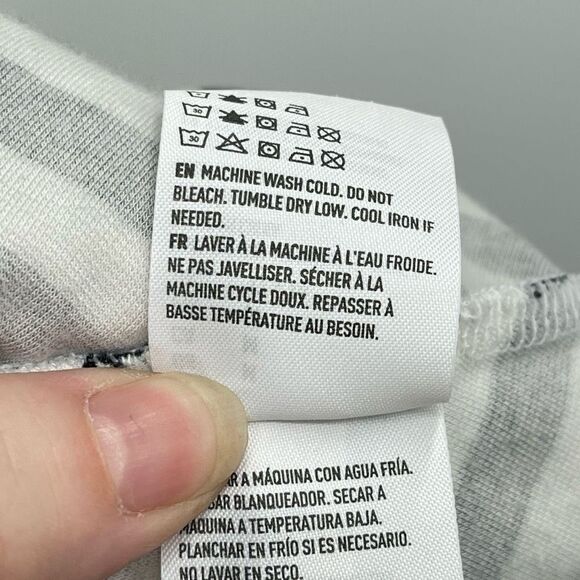 30
30
EN MACHINE WASH COLD. DO NOT
BLEACH. TUMBLE DRY LOW. COOL IRON IF
NEEDED.
FR LAVER À LA MACHINE À L'EAU FROIDE.
NE PAS JAVELLISER. SÉCHER À LA
MACHINE CYCLE DOUX. REPASSER À
BASSE TEMPÉRATURE AU BESOIN.
A MÁQUINA CON AGUA FRÍA.
BLANQUEADOR. SECAR A
MÁQUINA A TEMPERATURA BAJA.
PLANCHAR EN FRÍO SI ES NECESARIO.
NO LAVAR EN SECO.